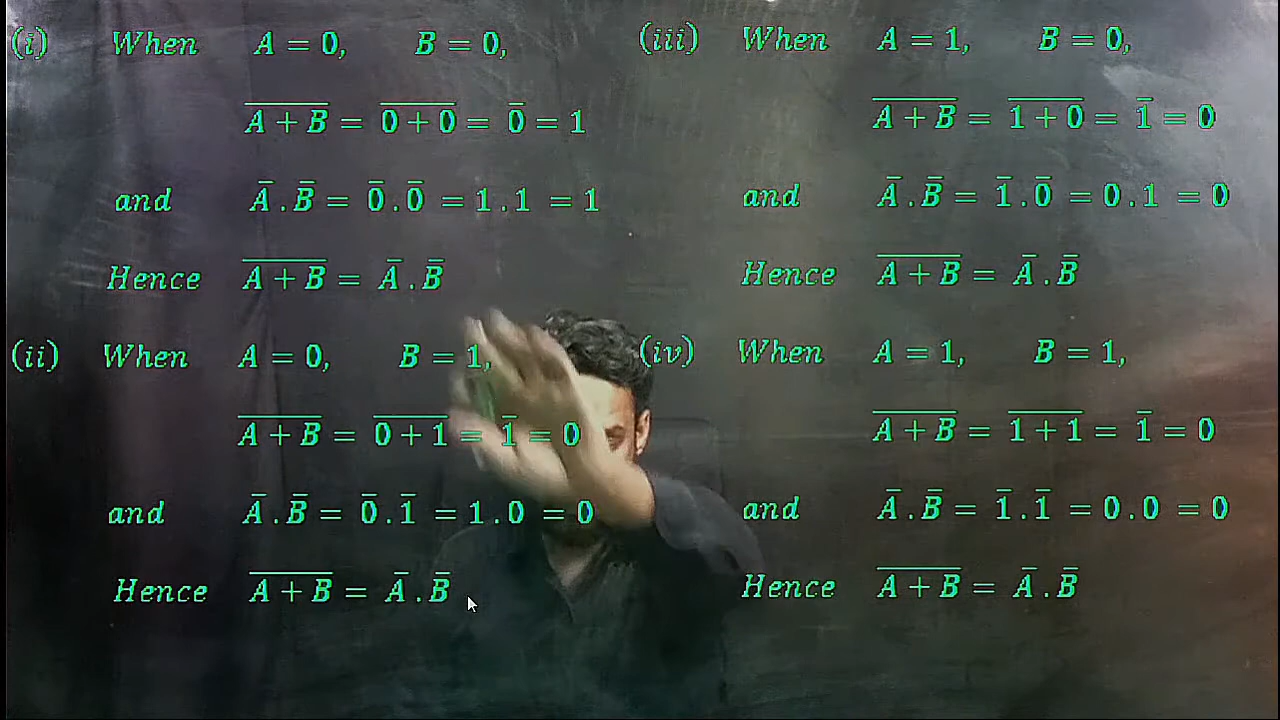 (i) When A = 0, B = 0,
A̅ ̅+̅ ̅B̅ = 0̅ ̅+̅ ̅0̅ = 0̅ = 1
and A̅ . B̅ = 0̅ . 0̅ = 1 . 1 = 1
Hence A̅ ̅+̅ ̅B̅ = A̅ . B̅
(ii) When A = 0, B = 1,
A̅ ̅+̅ ̅B̅ = 0̅ ̅+̅ ̅1̅ = 1̅ = 0
and A̅ . B̅ = 0̅ . 1̅ = 1 . 0 = 0
Hence A̅ ̅+̅ ̅B̅ = A̅ . B̅
(iii) When A = 1, B = 0,
A̅ ̅+̅ ̅B̅ = 1̅ ̅+̅ ̅0̅ = 1̅ = 0
and A̅ . B̅ = 1̅ . 0̅ = 0 . 1 = 0
Hence A̅ ̅+̅ ̅B̅ = A̅ . B̅
(iv) When A = 1, B = 1,
A̅ ̅+̅ ̅B̅ = 1̅ ̅+̅ ̅1̅ = 1̅ = 0
and A̅ . B̅ = 1̅ . 1̅ = 0 . 0 = 0
Hence A̅ ̅+̅ ̅B̅ = A̅ . B̅